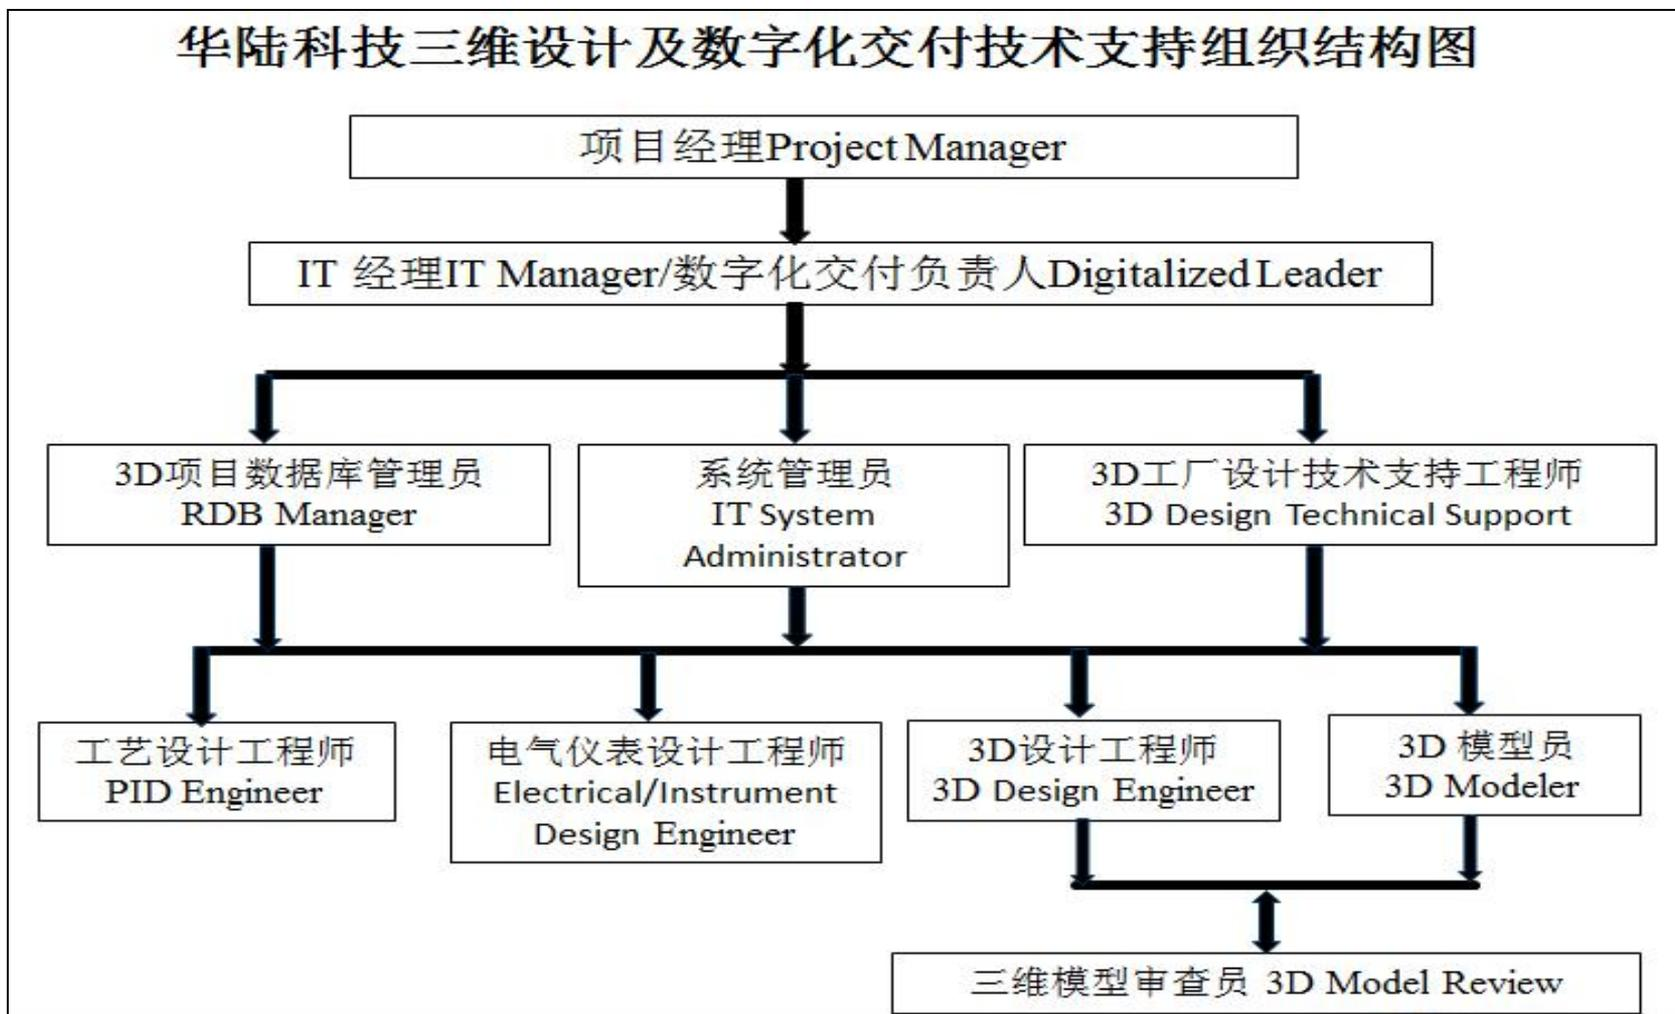 华陆科技三维设计及数字化交付技术支持组织结构图
项目经理Project Manager
IT 经理IT Manager/数字化交付负责人Digitalized Leader
3D项目数据库管理员
RDB Manager
系统管理员
IT System
Administrator
3D工厂设计技术支持工程师
3D Design Technical Support
工艺设计工程师
PID Engineer
电气仪表设计工程师
Electrical/Instrument
Design Engineer
3D设计工程师
3D Design Engineer
3D 模型员
3D Modeler
三维模型审查员 3D Model Review